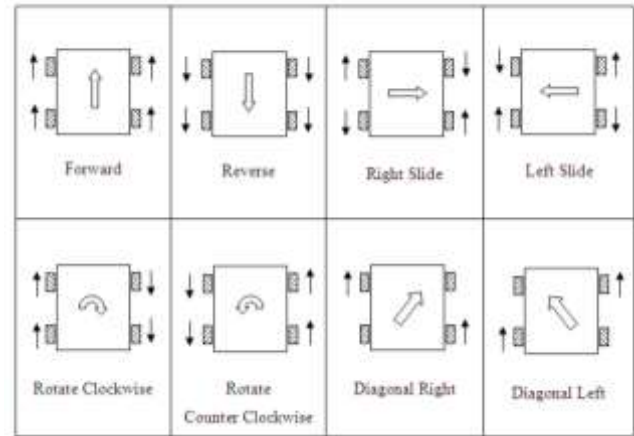 Forward
Reverse
Right Slide
Left Slide
Rotate Clockwise
Rotate
Counter Clockwise
Diagonal Right
Diagonal Left